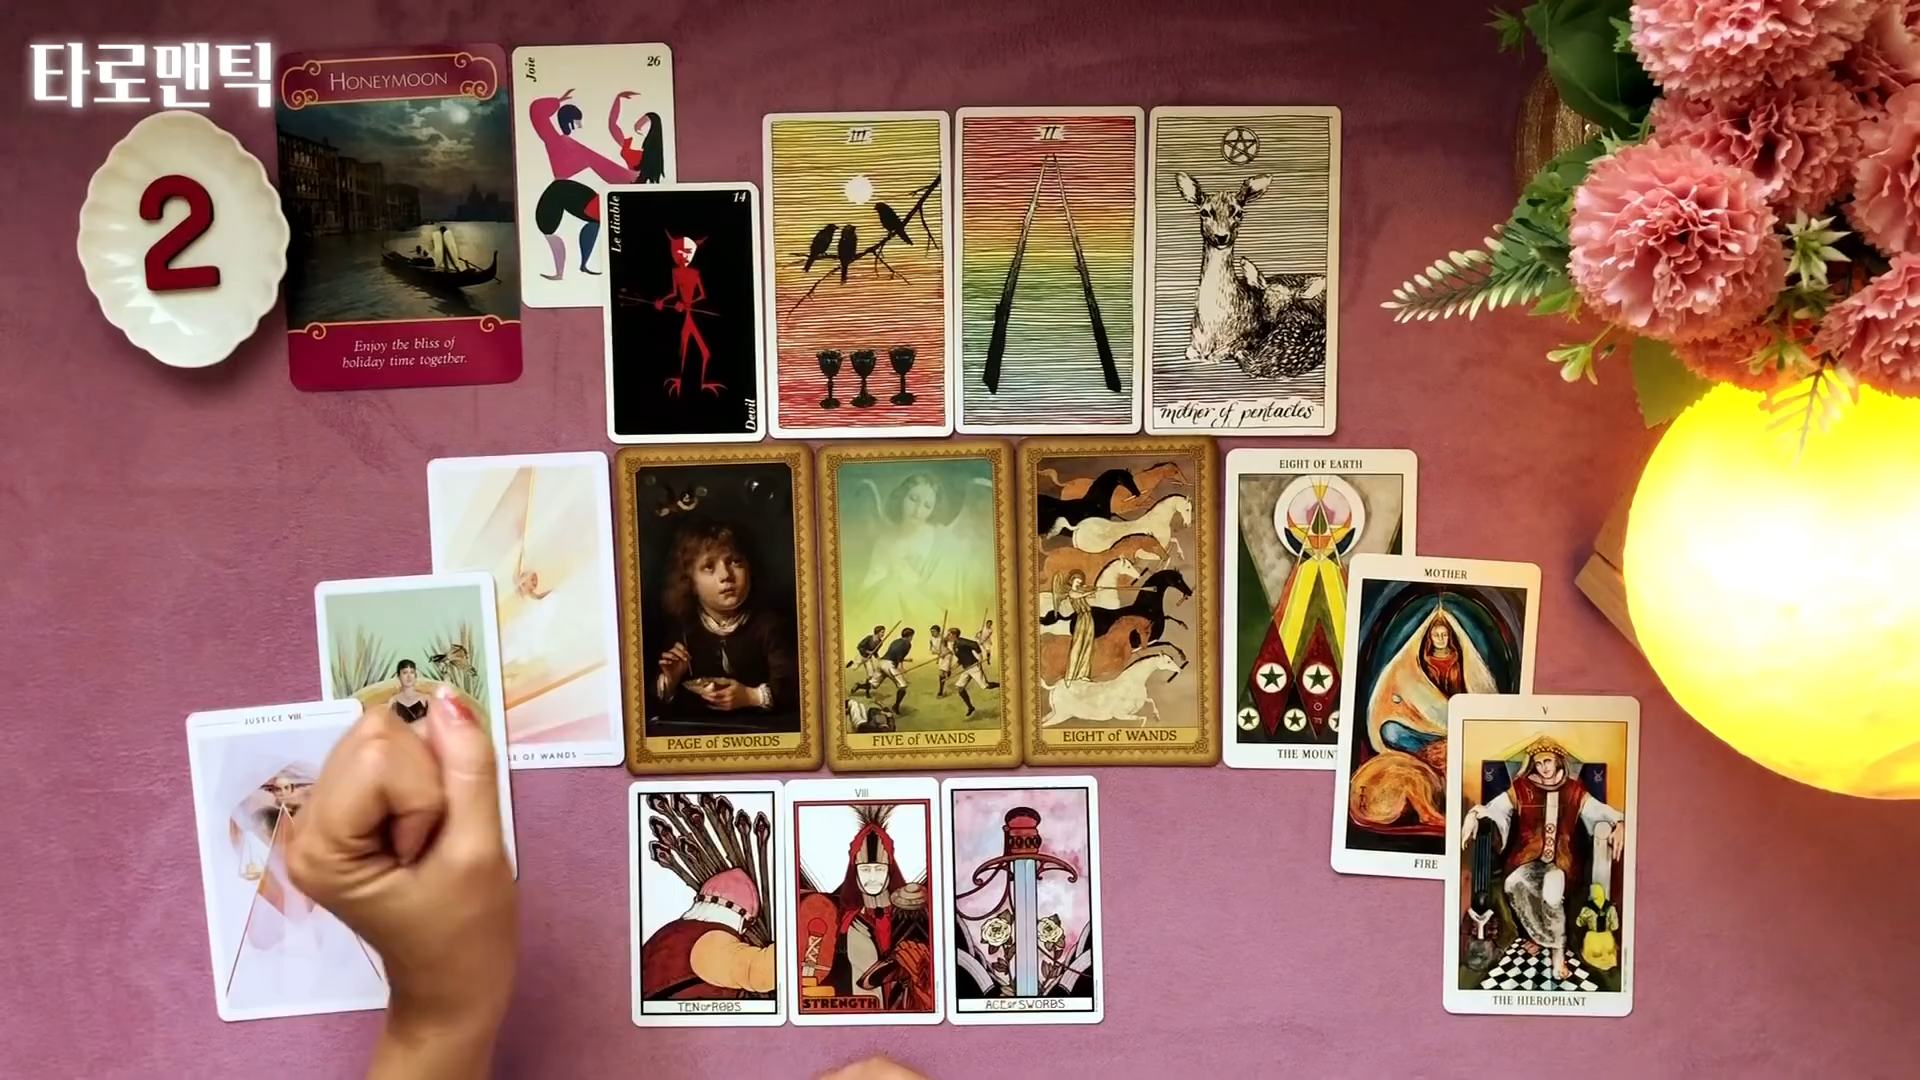 타로맨틱
2
HONEYMOON
Enjoy the bliss of
holiday time together.
Joie
26
Le diable
14
Devil
III
II
mother of pentacles
OF WANDS
JUSTICE VIII
PAGE of SWORDS
FIVE of WANDS
EIGHT OF WANDS
EIGHT OF EARTH
THE MOUNT
MOTHER
FIRE
V
THE HIEROPHANT
TEN OF RODS
VIII
STRENGTH
ACE OF SWORDS